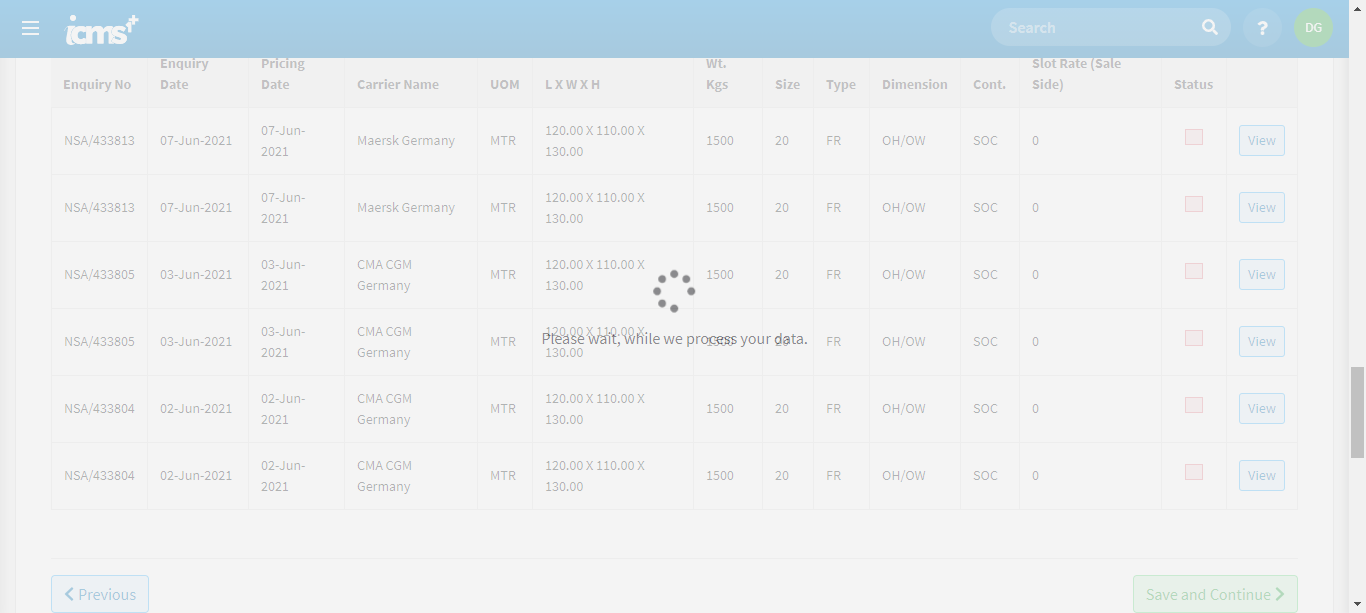 icms+
Search
?
DG
Enquiry No
Enquiry
Date
Pricing
Date
Carrier Name
UOM
L X W X H
Wt.
Kgs
Size
Type
Dimension
Cont.
Slot Rate (Sale
Side)
Status
NSA/433813
07-Jun-2021
07-Jun-
2021
Maersk Germany
MTR
120.00 X 110.00 X
130.00
1500
20
FR
OH/OW
SOC
0
View
NSA/433813
07-Jun-2021
07-Jun-
2021
Maersk Germany
MTR
120.00 X 110.00 X
130.00
1500
20
FR
OH/OW
SOC
0
View
NSA/433805
03-Jun-2021
03-Jun-
2021
CMA CGM
Germany
MTR
120.00 X 110.00 X
130.00
1500
20
FR
OH/OW
SOC
0
View
Please wait, while we process your data.
NSA/433805
03-Jun-2021
03-Jun-
2021
CMA CGM
Germany
MTR
120.00 X 110.00 X
130.00
1500
20
FR
OH/OW
SOC
0
View
NSA/433804
02-Jun-2021
02-Jun-
2021
CMA CGM
Germany
MTR
120.00 X 110.00 X
130.00
1500
20
FR
OH/OW
SOC
0
View
NSA/433804
02-Jun-2021
02-Jun-
2021
CMA CGM
Germany
MTR
120.00 X 110.00 X
130.00
1500
20
FR
OH/OW
SOC
0
View
Previous
Save and Continue